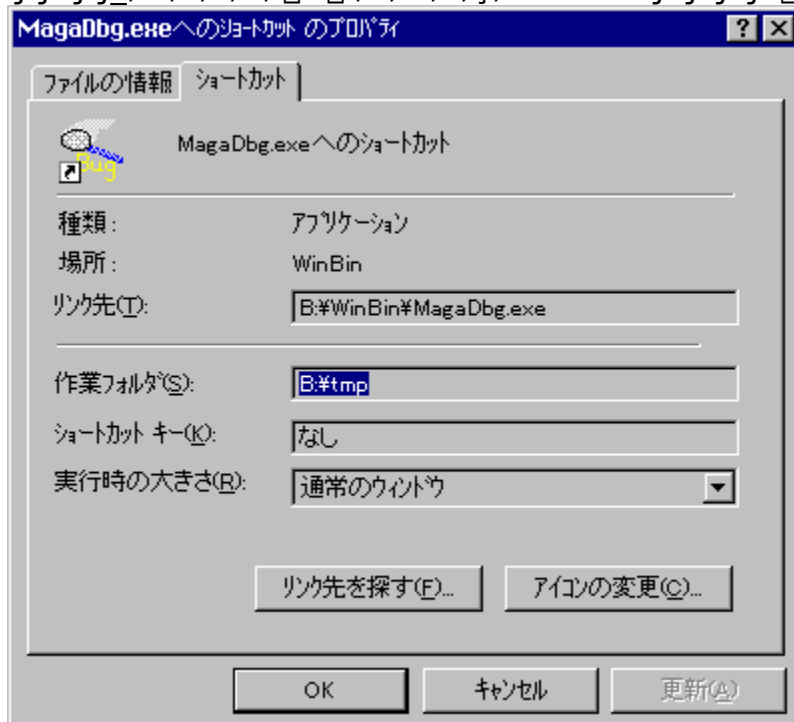 MagaDbg.exeへのショートカット のプロパティ
ファイルの情報 ショートカット
Bug
MagaDbg.exeへのショートカット
種類: アプリケーション
場所: WinBin
リンク先(T): B:¥WinBin¥MagaDbg.exe
作業フォルダ(S): B:¥tmp
ショートカット キー(K): なし
実行時の大きさ(R): 通常のウィンドウ
リンク先を探す(F)... アイコンの変更(C)...
OK キャンセル 更新(A)